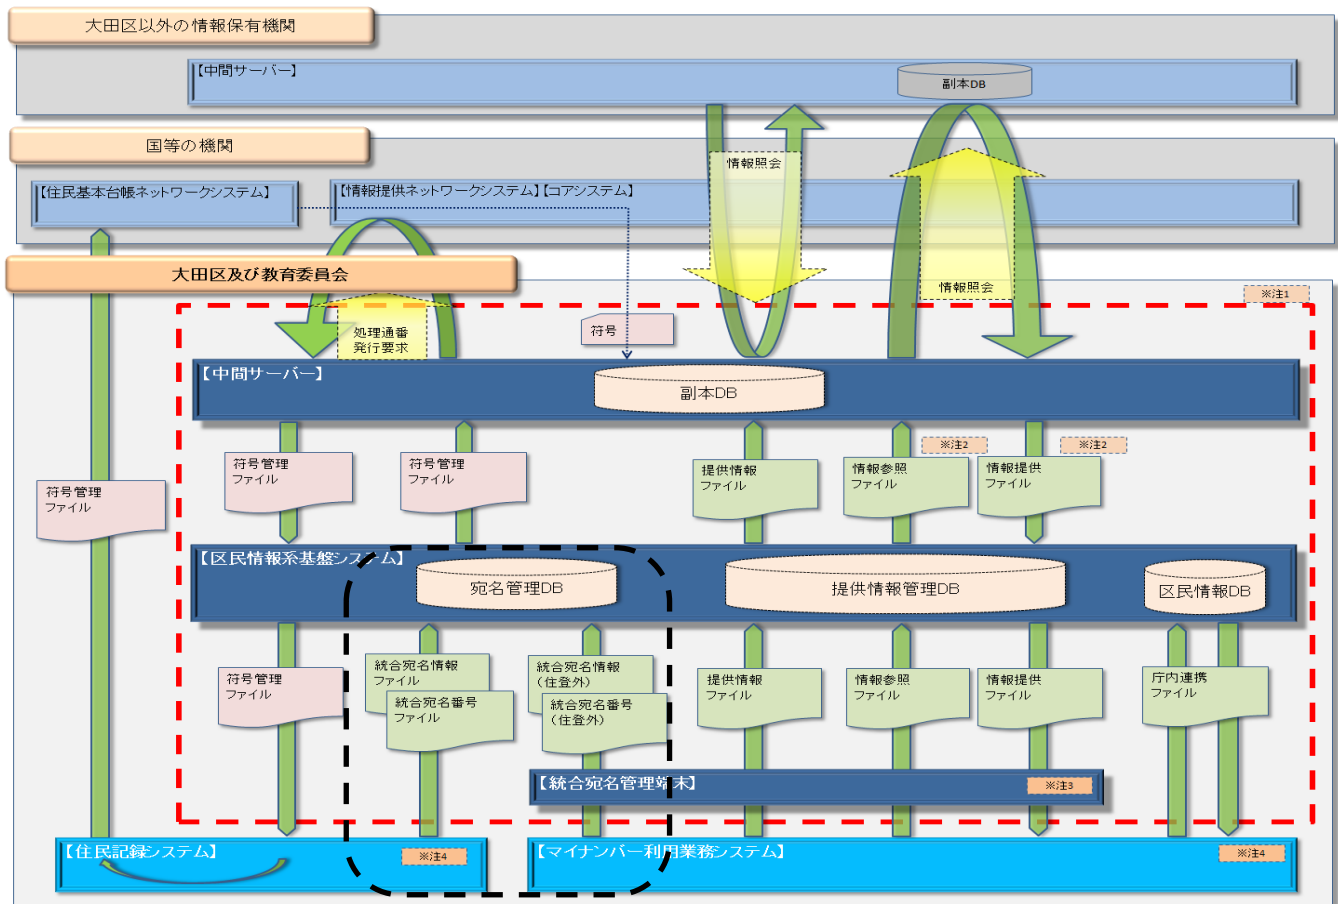 大田区以外の情報保有機関
【中間サーバー】
副本DB
国等の機関
情報照会
【住民基本台帳ネットワークシステム】
【情報提供ネットワークシステム】【コアシステム】
大田区及び教育委員会
情報照会
※注1
処理通番
発行要求
符号
【中間サーバー】
副本DB
※注2
※注2
符号管理
ファイル
符号管理
ファイル
符号管理
ファイル
提供情報
ファイル
情報参照
ファイル
情報提供
ファイル
【区民情報系基盤システム】
宛名管理DB
提供情報管理DB
区民情報DB
符号管理
ファイル
統合宛名情報
ファイル
統合宛名番号
ファイル
統合宛名情報
（住登外）
統合宛名番号
（住登外）
提供情報
ファイル
情報参照
ファイル
情報提供
ファイル
庁内連携
ファイル
【統合宛名管理端末】
※注3
【住民記録システム】
※注4
【マイナンバー利用業務システム】
※注4